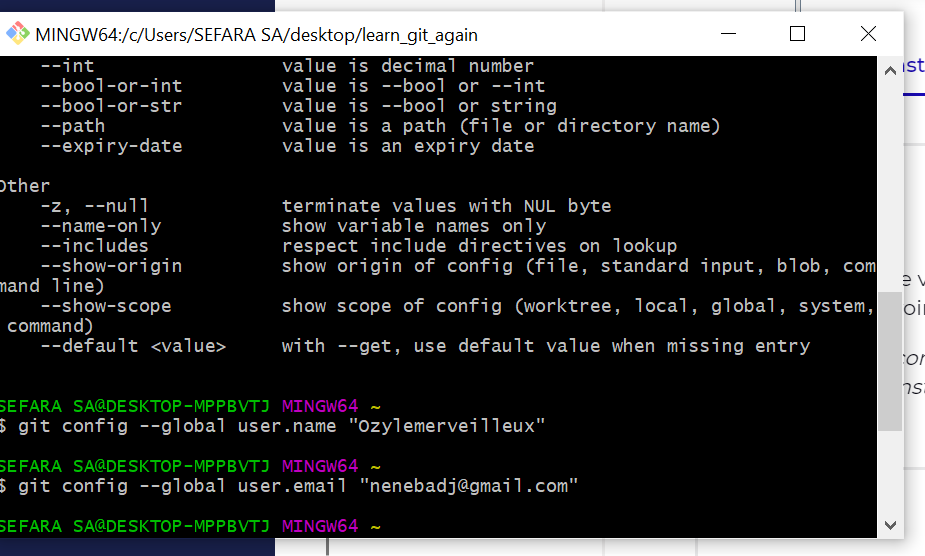 MINGW64:/c/Users/SEFARA SA/desktop/learn_git_again
--int value is decimal number
--bool-or-int value is --bool or --int
--bool-or-str value is --bool or string
--path value is a path (file or directory name)
--expiry-date value is an expiry date
Other
-z, --null terminate values with NUL byte
--name-only show variable names only
--includes respect include directives on lookup
--show-origin show origin of config (file, standard input, blob, com
mand line)
--show-scope show scope of config (worktree, local, global, system,
command)
--default <value> with --get, use default value when missing entry
SEFARA SA@DESKTOP-MPPBVTJ MINGW64 ~
$ git config --global user.name "Ozylemerveilleux"
SEFARA SA@DESKTOP-MPPBVTJ MINGW64 ~
$ git config --global user.email "nenebadj@gmail.com"
SEFARA SA@DESKTOP-MPPBVTJ MINGW64 ~